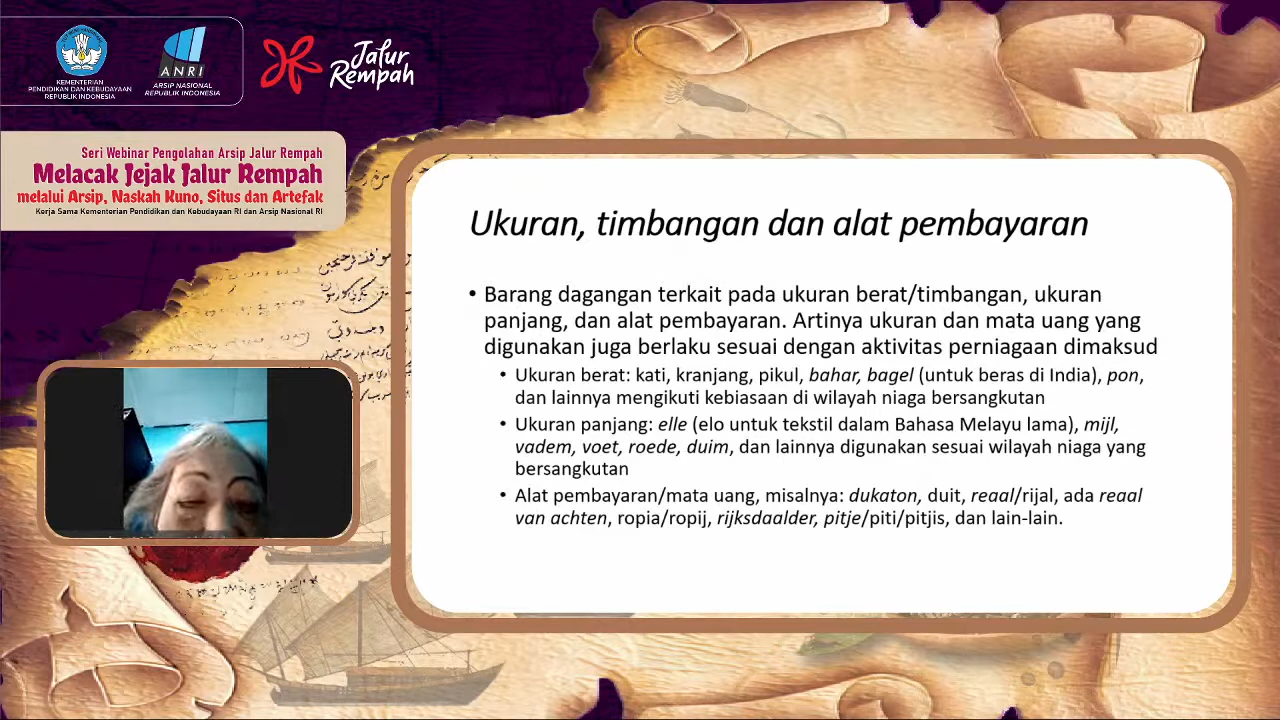 KEMENTERIAN
PENDIDIKAN DAN KEBUDAYAAN
REPUBLIK INDONESIA
ANRI
ARSIP NASIONAL
REPUBLIK INDONESIA
Jalur
Rempah
Seri Webinar Pengolahan Arsip Jalur Rempah
Melacak Jejak Jalur Rempah
melalui Arsip, Naskah Kuno, Situs dan Artefak
Kerja Sama Kementerian Pendidikan dan Kebudayaan RI dan Arsip Nasional RI
Ukuran, timbangan dan alat pembayaran
• Barang dagangan terkait pada ukuran berat/timbangan, ukuran
panjang, dan alat pembayaran. Artinya ukuran dan mata uang yang
digunakan juga berlaku sesuai dengan aktivitas perniagaan dimaksud
• Ukuran berat: kati, kranjang, pikul, bahar, bagel (untuk beras di India), pon,
dan lainnya mengikuti kebiasaan di wilayah niaga bersangkutan
• Ukuran panjang: elle (elo untuk tekstil dalam Bahasa Melayu lama), mijl,
vadem, voet, roede, duim, dan lainnya digunakan sesuai wilayah niaga yang
bersangkutan
• Alat pembayaran/mata uang, misalnya: dukaton, duit, reaal/rijal, ada reaal
van achten, ropia/ropij, rijksdaalder, pitje/piti/pitjis, dan lain-lain.